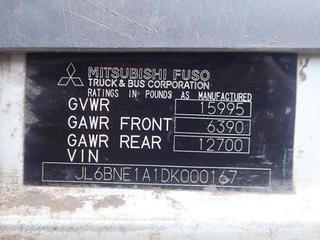 MITSUBISHI FUSO
TRUCK & BUS CORPORATION
RATINGS IN POUNDS AS MANUFACTURED
GVWR 15995
GAWR FRONT 6390
GAWR REAR 12700
VIN
JL6BNE1A1DK000167